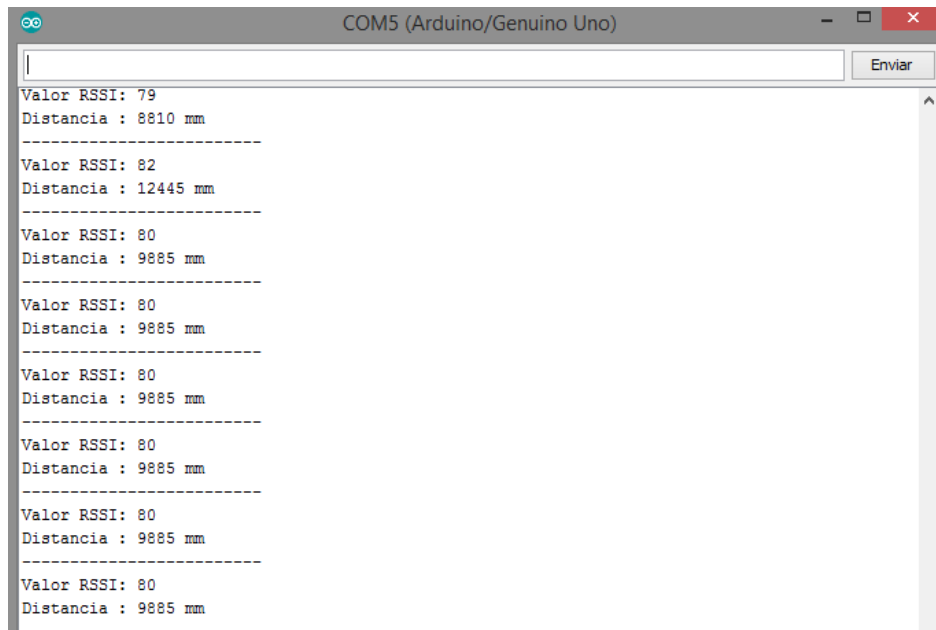 COM5 (Arduino/Genuino Uno)
Enviar
Valor RSSI: 79
Distancia : 8810 mm
-------------------------
Valor RSSI: 82
Distancia : 12445 mm
-------------------------
Valor RSSI: 80
Distancia : 9885 mm
-------------------------
Valor RSSI: 80
Distancia : 9885 mm
-------------------------
Valor RSSI: 80
Distancia : 9885 mm
-------------------------
Valor RSSI: 80
Distancia : 9885 mm
-------------------------
Valor RSSI: 80
Distancia : 9885 mm
-------------------------
Valor RSSI: 80
Distancia : 9885 mm